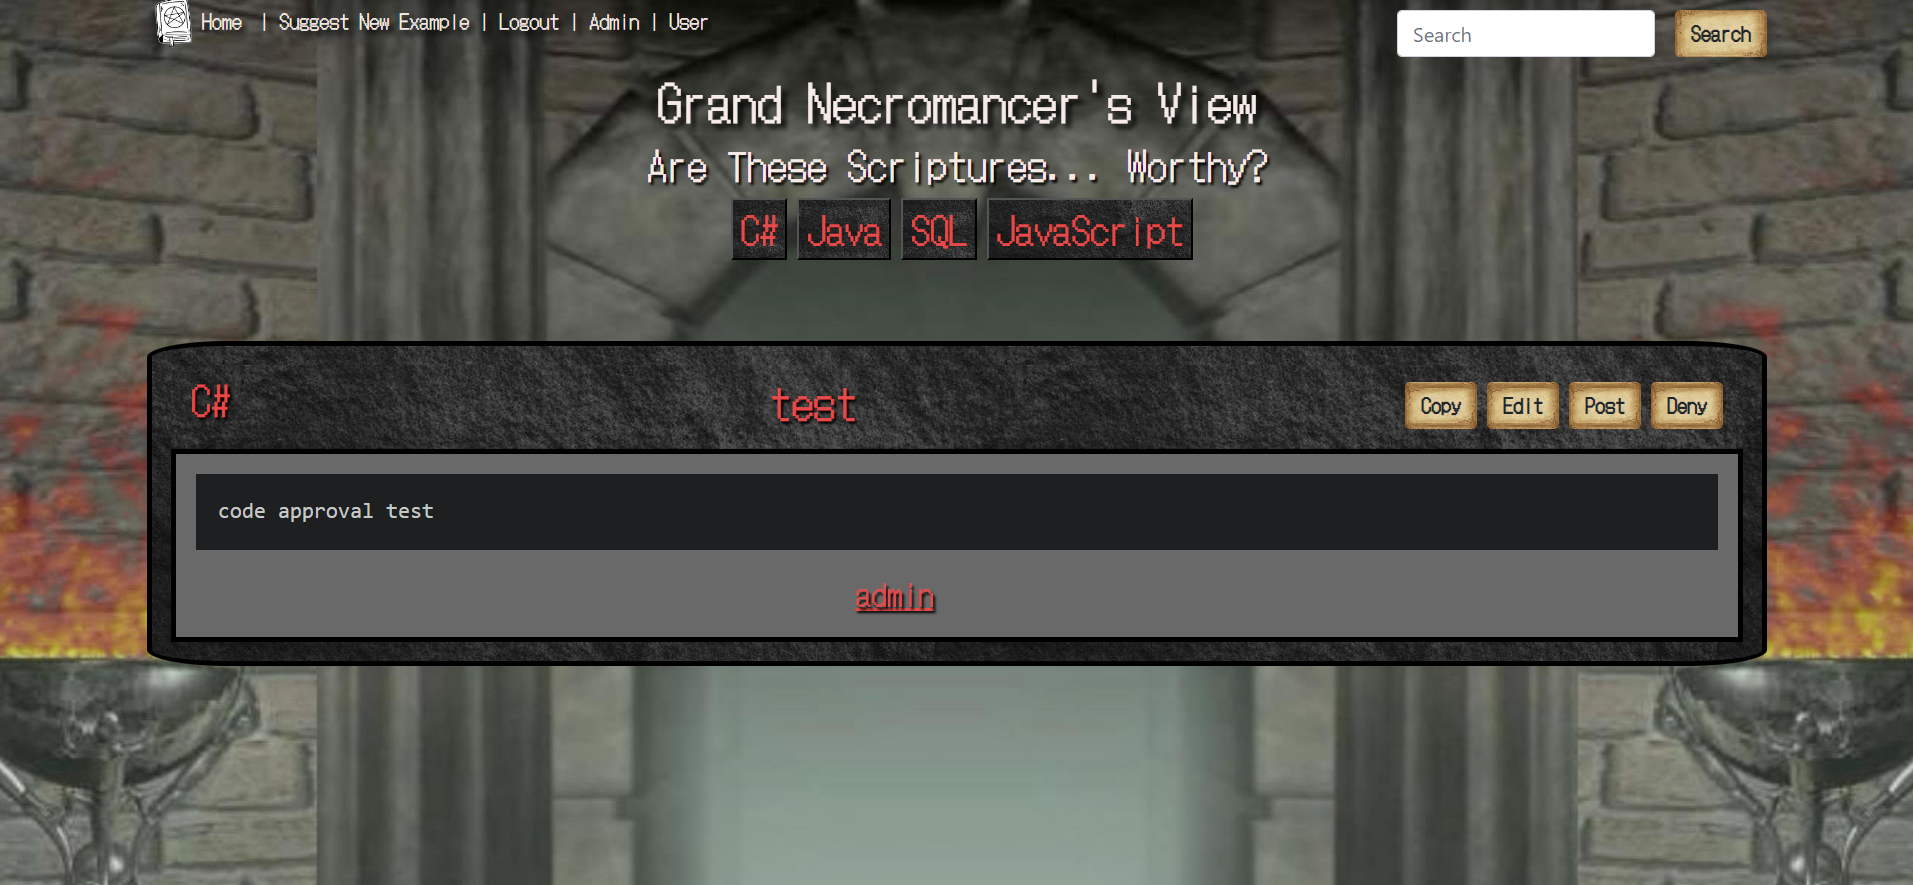 Home | Suggest New Example | Logout | Admin | User
Search
Search
Grand Necromancer's View
Are These Scriptures... Worthy?
C# Java SQL JavaScript
C#
test
Copy Edit Post Deny
code approval test
admin